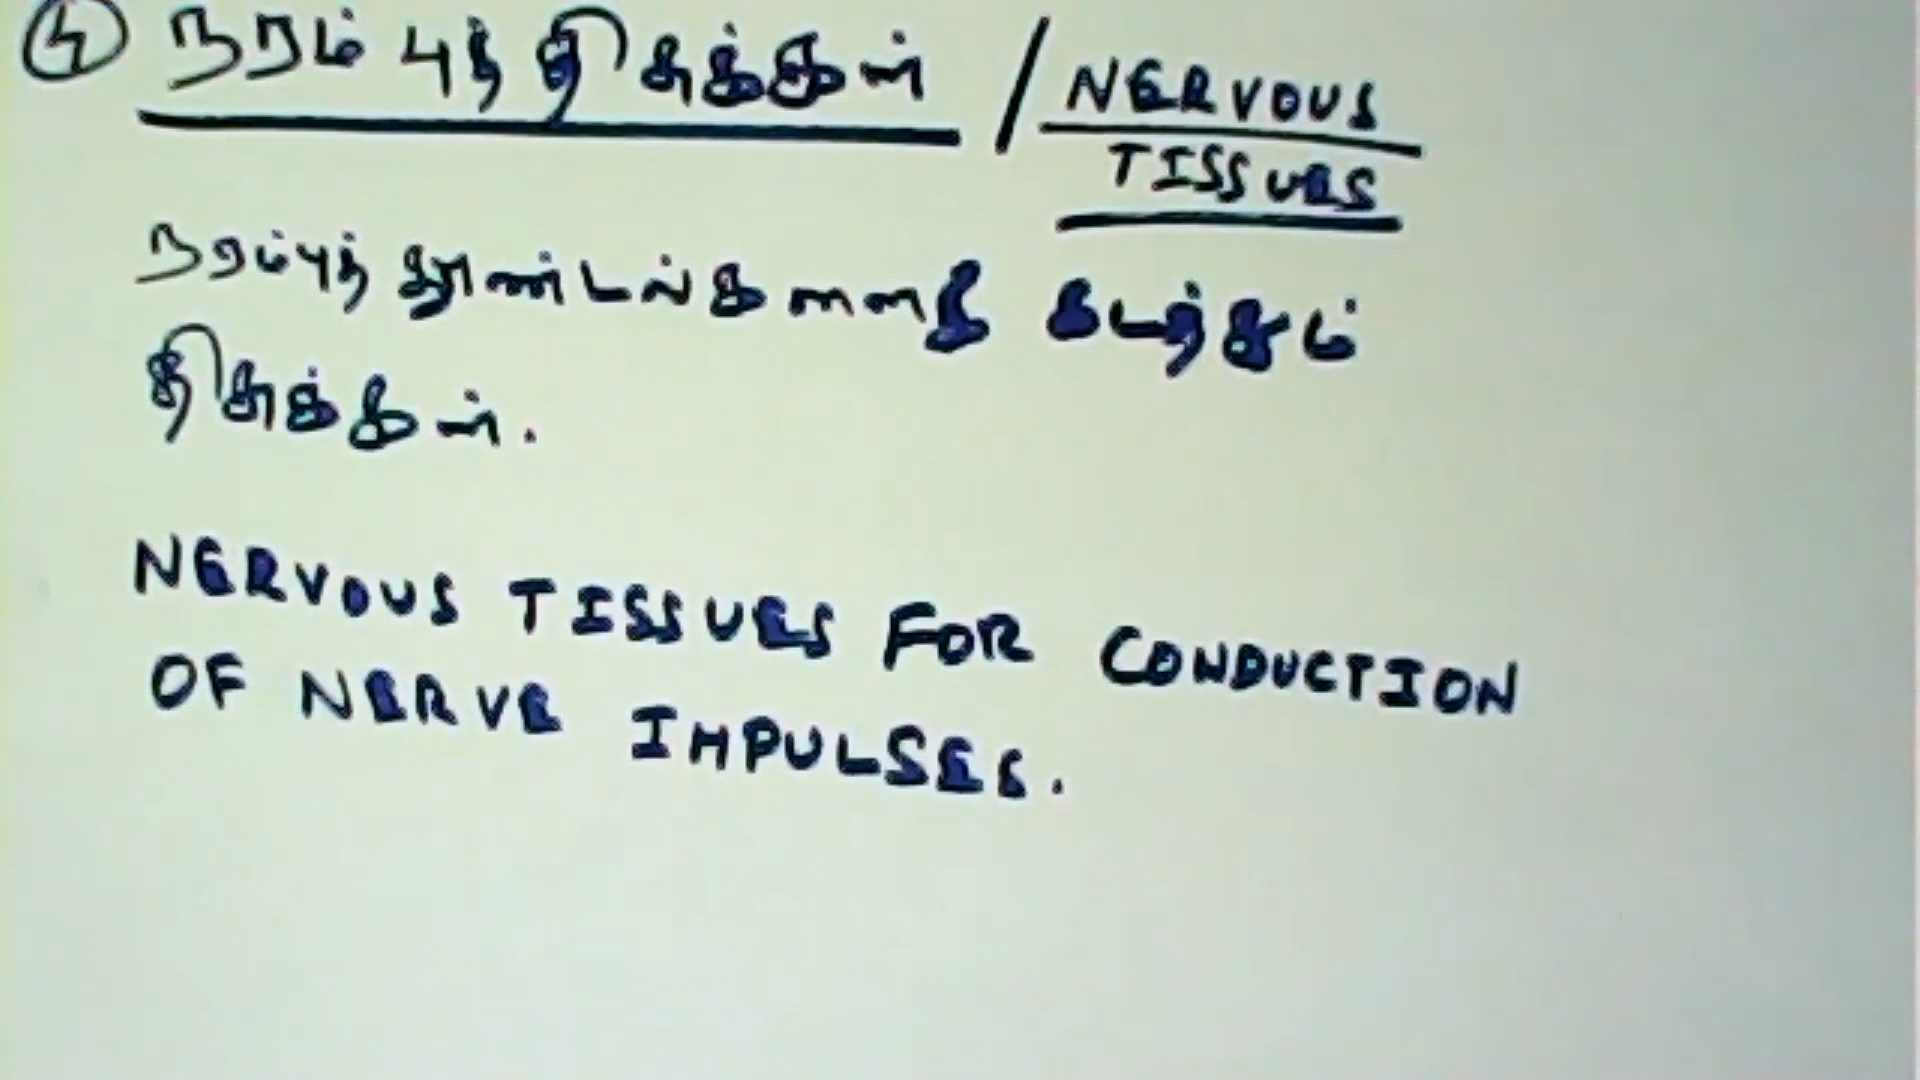 ④ நரம்புத் திசுக்கள் / NERVOUS
TISSUES
நரம்புத் தூண்டல்களைக் கடத்தும்
திசுக்கள்.
NERVOUS TISSUES FOR CONDUCTION
OF NERVE IMPULSES.